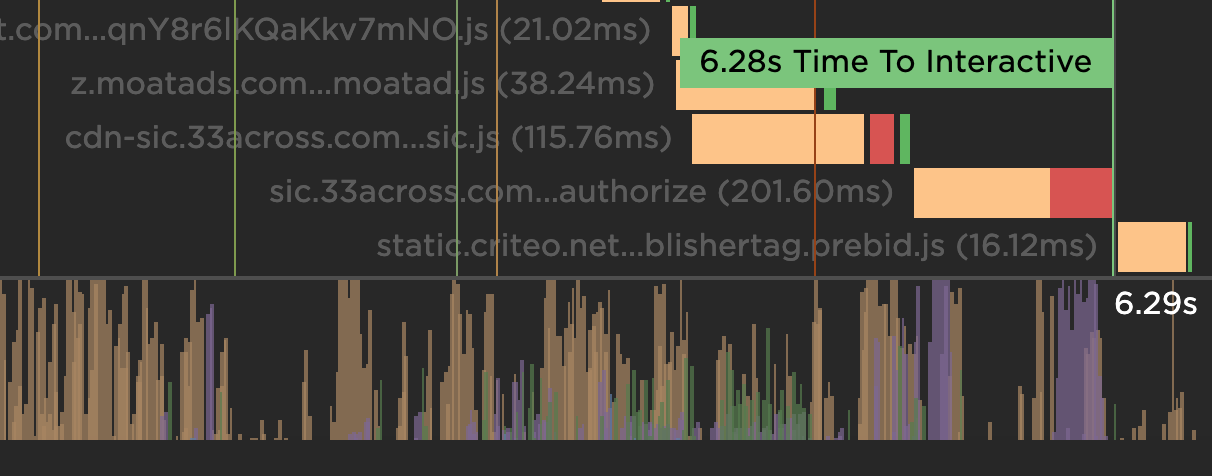 t.com...qnY8r6lKQaKkv7mNO.js (21.02ms)
6.28s Time To Interactive
z.moatads.com...moatad.js (38.24ms)
cdn-sic.33across.com...sic.js (115.76ms)
sic.33across.com...authorize (201.60ms)
static.criteo.net...blishertag.prebid.js (16.12ms)
6.29s